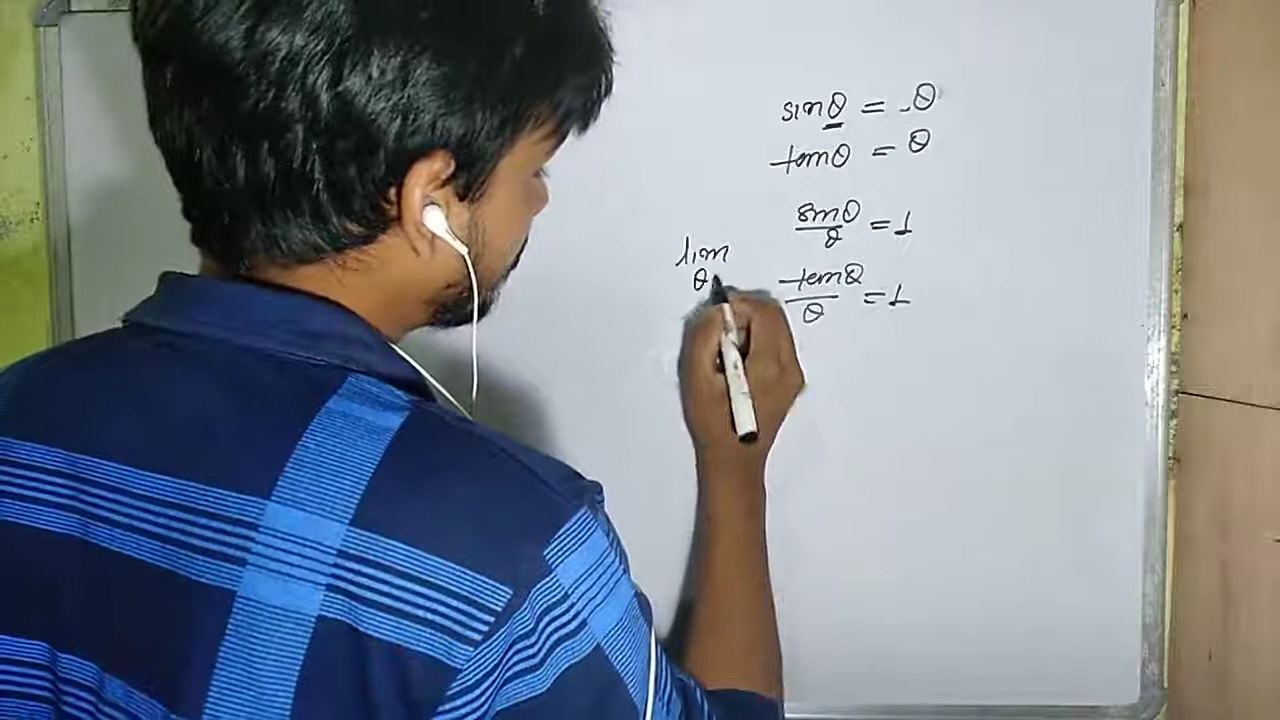 sinθ = θ
tanθ = θ
sinθ/θ = 1
lim θ
tanθ/θ = 1